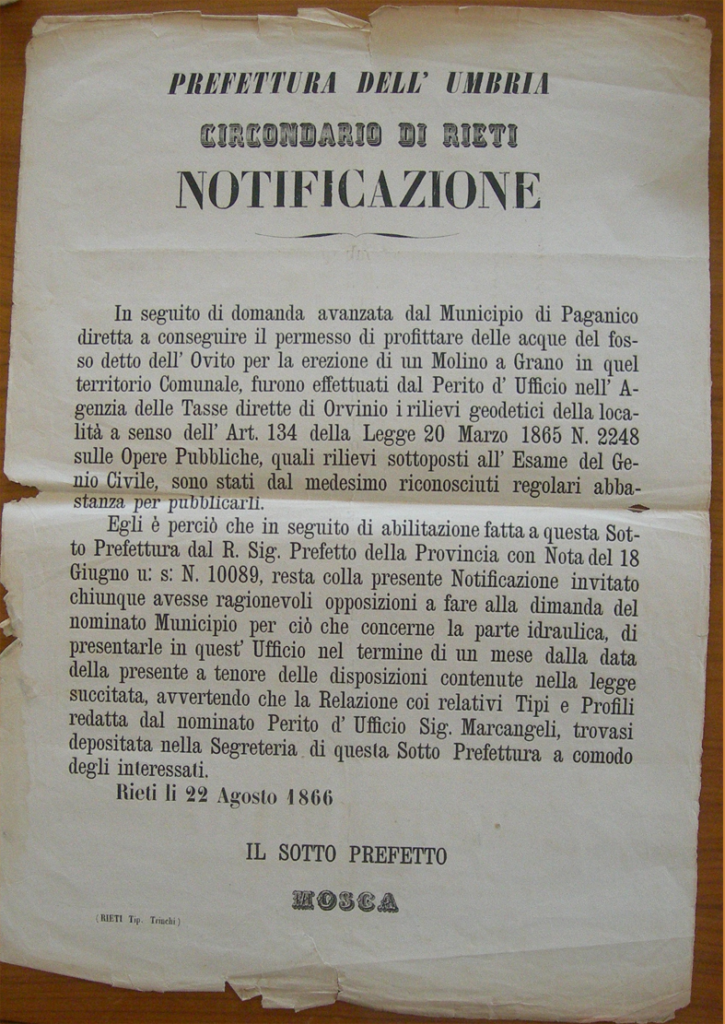 PREFETTURA DELL' UMBRIA
CIRCONDARIO DI RIETI
NOTIFICAZIONE
In seguito di domanda avanzata dal Municipio di Paganico
diretta a conseguire il permesso di profittare delle acque del fos-
so detto dell' Ovito per la erezione di un Molino a Grano in quel
territorio Comunale, furono effettuati dal Perito d' Ufficio nell' A-
genzia delle Tasse dirette di Orvinio i rilievi geodetici della loca-
lità a senso dell' Art. 134 della Legge 20 Marzo 1865 N. 2248
sulle Opere Pubbliche, quali rilievi sottoposti all' Esame del Ge-
nio Civile, sono stati dal medesimo riconosciuti regolari abba-
stanza per pubblicarli.
Egli è perciò che in seguito di abilitazione fatta a questa Sot-
to Prefettura dal R. Sig. Prefetto della Provincia con Nota del 18
Giugno u: s: N. 10089, resta colla presente Notificazione invitato
chiunque avesse ragionevoli opposizioni a fare alla dimanda del
nominato Municipio per ciò che concerne la parte idraulica, di
presentarle in quest' Ufficio nel termine di un mese dalla data
della presente a tenore delle disposizioni contenute nella legge
succitata, avvertendo che la Relazione coi relativi Tipi e Profili
redatta dal nominato Perito d' Ufficio Sig. Marcangeli, trovasi
depositata nella Segreteria di questa Sotto Prefettura a comodo
degli interessati.
Rieti li 22 Agosto 1866
IL SOTTO PREFETTO
MOSCA
(RIETI Tip. Trinchi)